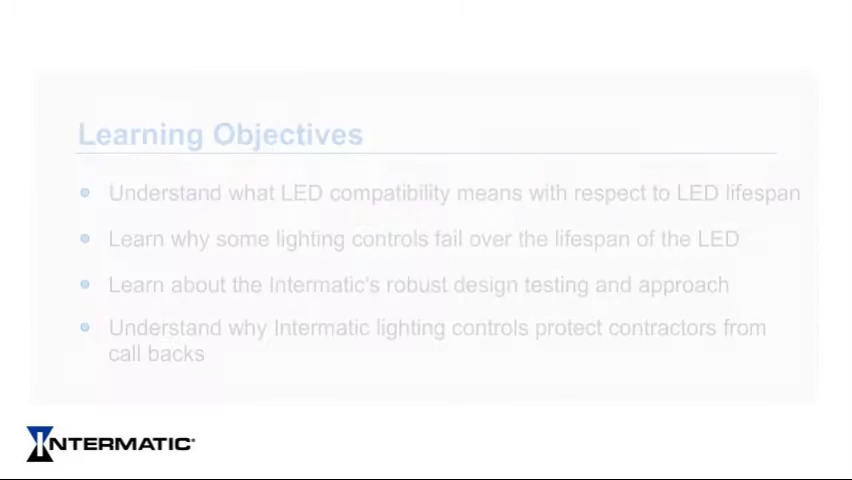 Learning Objectives
Understand what LED compatibility means with respect to LED lifespan
Learn why some lighting controls fail over the lifespan of the LED
Learn about the Intermatic's robust design testing and approach
Understand why Intermatic lighting controls protect contractors from
call backs
INTERMATIC®